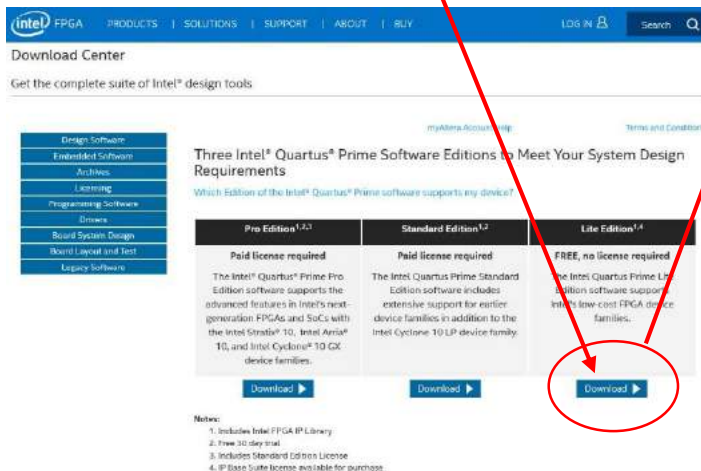 intel FPGA PRODUCTS | SOLUTIONS | SUPPORT | ABOUT | BUY LOG IN Search
Download Center
Get the complete suite of Intel® design tools
myAltera Account Help Terms and Condition
Design Software
Embedded Software
Archives
Licensing
Programming Software
Drivers
Board System Design
Board Layout and Test
Legacy Software
Three Intel® Quartus® Prime Software Editions to Meet Your System Design
Requirements
Which Edition of the Intel® Quartus® Prime software supports my device?
Pro Edition1,2,3
Paid license required
The Intel® Quartus® Prime Pro
Edition software supports the
advanced features in Intel's next-
generation FPGAs and SoCs with
the Intel Stratix® 10, Intel Arria®
10, and Intel Cyclone® 10 GX
device families.
Download
Standard Edition1,2
Paid license required
The Intel Quartus Prime Standard
Edition software includes
extensive support for earlier
device families in addition to the
Intel Cyclone 10 LP device family.
Download
Lite Edition1,4
FREE, no license required
The Intel Quartus Prime Lite
Edition software supports
Intel's low-cost FPGA device
families.
Download
Notes:
1. Includes Intel FPGA IP Library
2. Free 30 day trial
3. Includes Standard Edition License
4. IP Base Suite license available for purchase